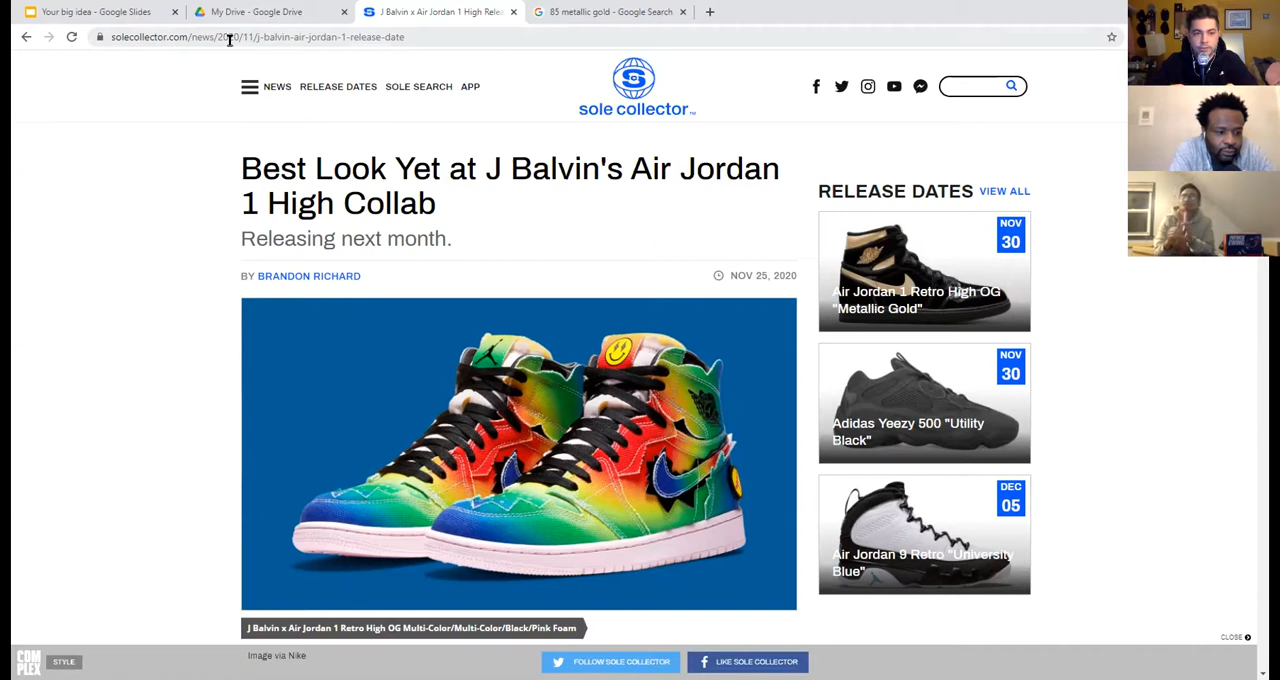 Your big idea - Google Slides
My Drive - Google Drive
J Balvin x Air Jordan 1 High Rele
85 metallic gold - Google Search
solecollector.com/news/2020/11/j-balvin-air-jordan-1-release-date
NEWS
RELEASE DATES
SOLE SEARCH
APP
sole collector
Best Look Yet at J Balvin's Air Jordan
1 High Collab
Releasing next month.
BY BRANDON RICHARD
NOV 25, 2020
RELEASE DATES VIEW ALL
NOV
30
Air Jordan 1 Retro High OG
"Metallic Gold"
NOV
30
Adidas Yeezy 500 "Utility
Black"
DEC
05
Air Jordan 9 Retro "University
Blue"
J Balvin x Air Jordan 1 Retro High OG Multi-Color/Multi-Color/Black/Pink Foam
Image via Nike
CLOSE
COM
PLEX
STYLE
FOLLOW SOLE COLLECTOR
LIKE SOLE COLLECTOR